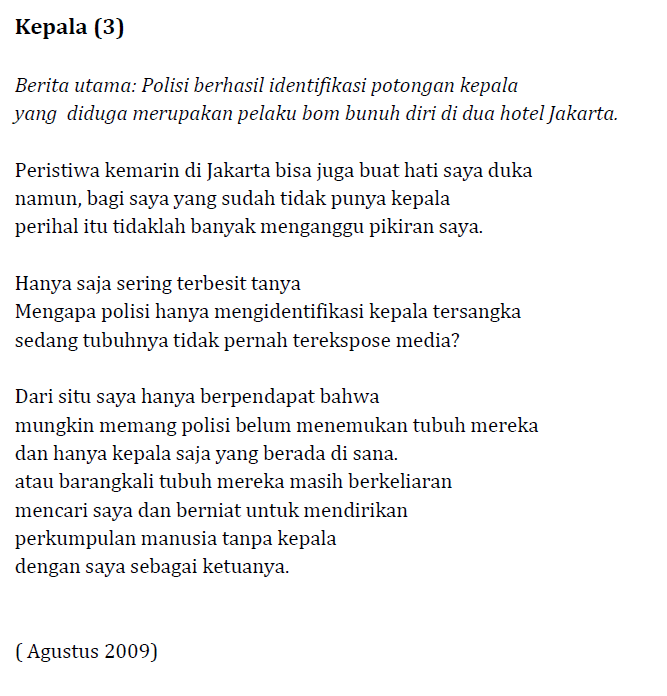 Kepala (3)
Berita utama: Polisi berhasil identifikasi potongan kepala
yang  diduga merupakan pelaku bom bunuh diri di dua hotel Jakarta.
Peristiwa kemarin di Jakarta bisa juga buat hati saya duka
namun, bagi saya yang sudah tidak punya kepala
perihal itu tidaklah banyak menganggu pikiran saya.
Hanya saja sering terbesit tanya
Mengapa polisi hanya mengidentifikasi kepala tersangka
sedang tubuhnya tidak pernah terekspose media?
Dari situ saya hanya berpendapat bahwa
mungkin memang polisi belum menemukan tubuh mereka
dan hanya kepala saja yang berada di sana.
atau barangkali tubuh mereka masih berkeliaran
mencari saya dan berniat untuk mendirikan
perkumpulan manusia tanpa kepala
dengan saya sebagai ketuanya.
( Agustus 2009)